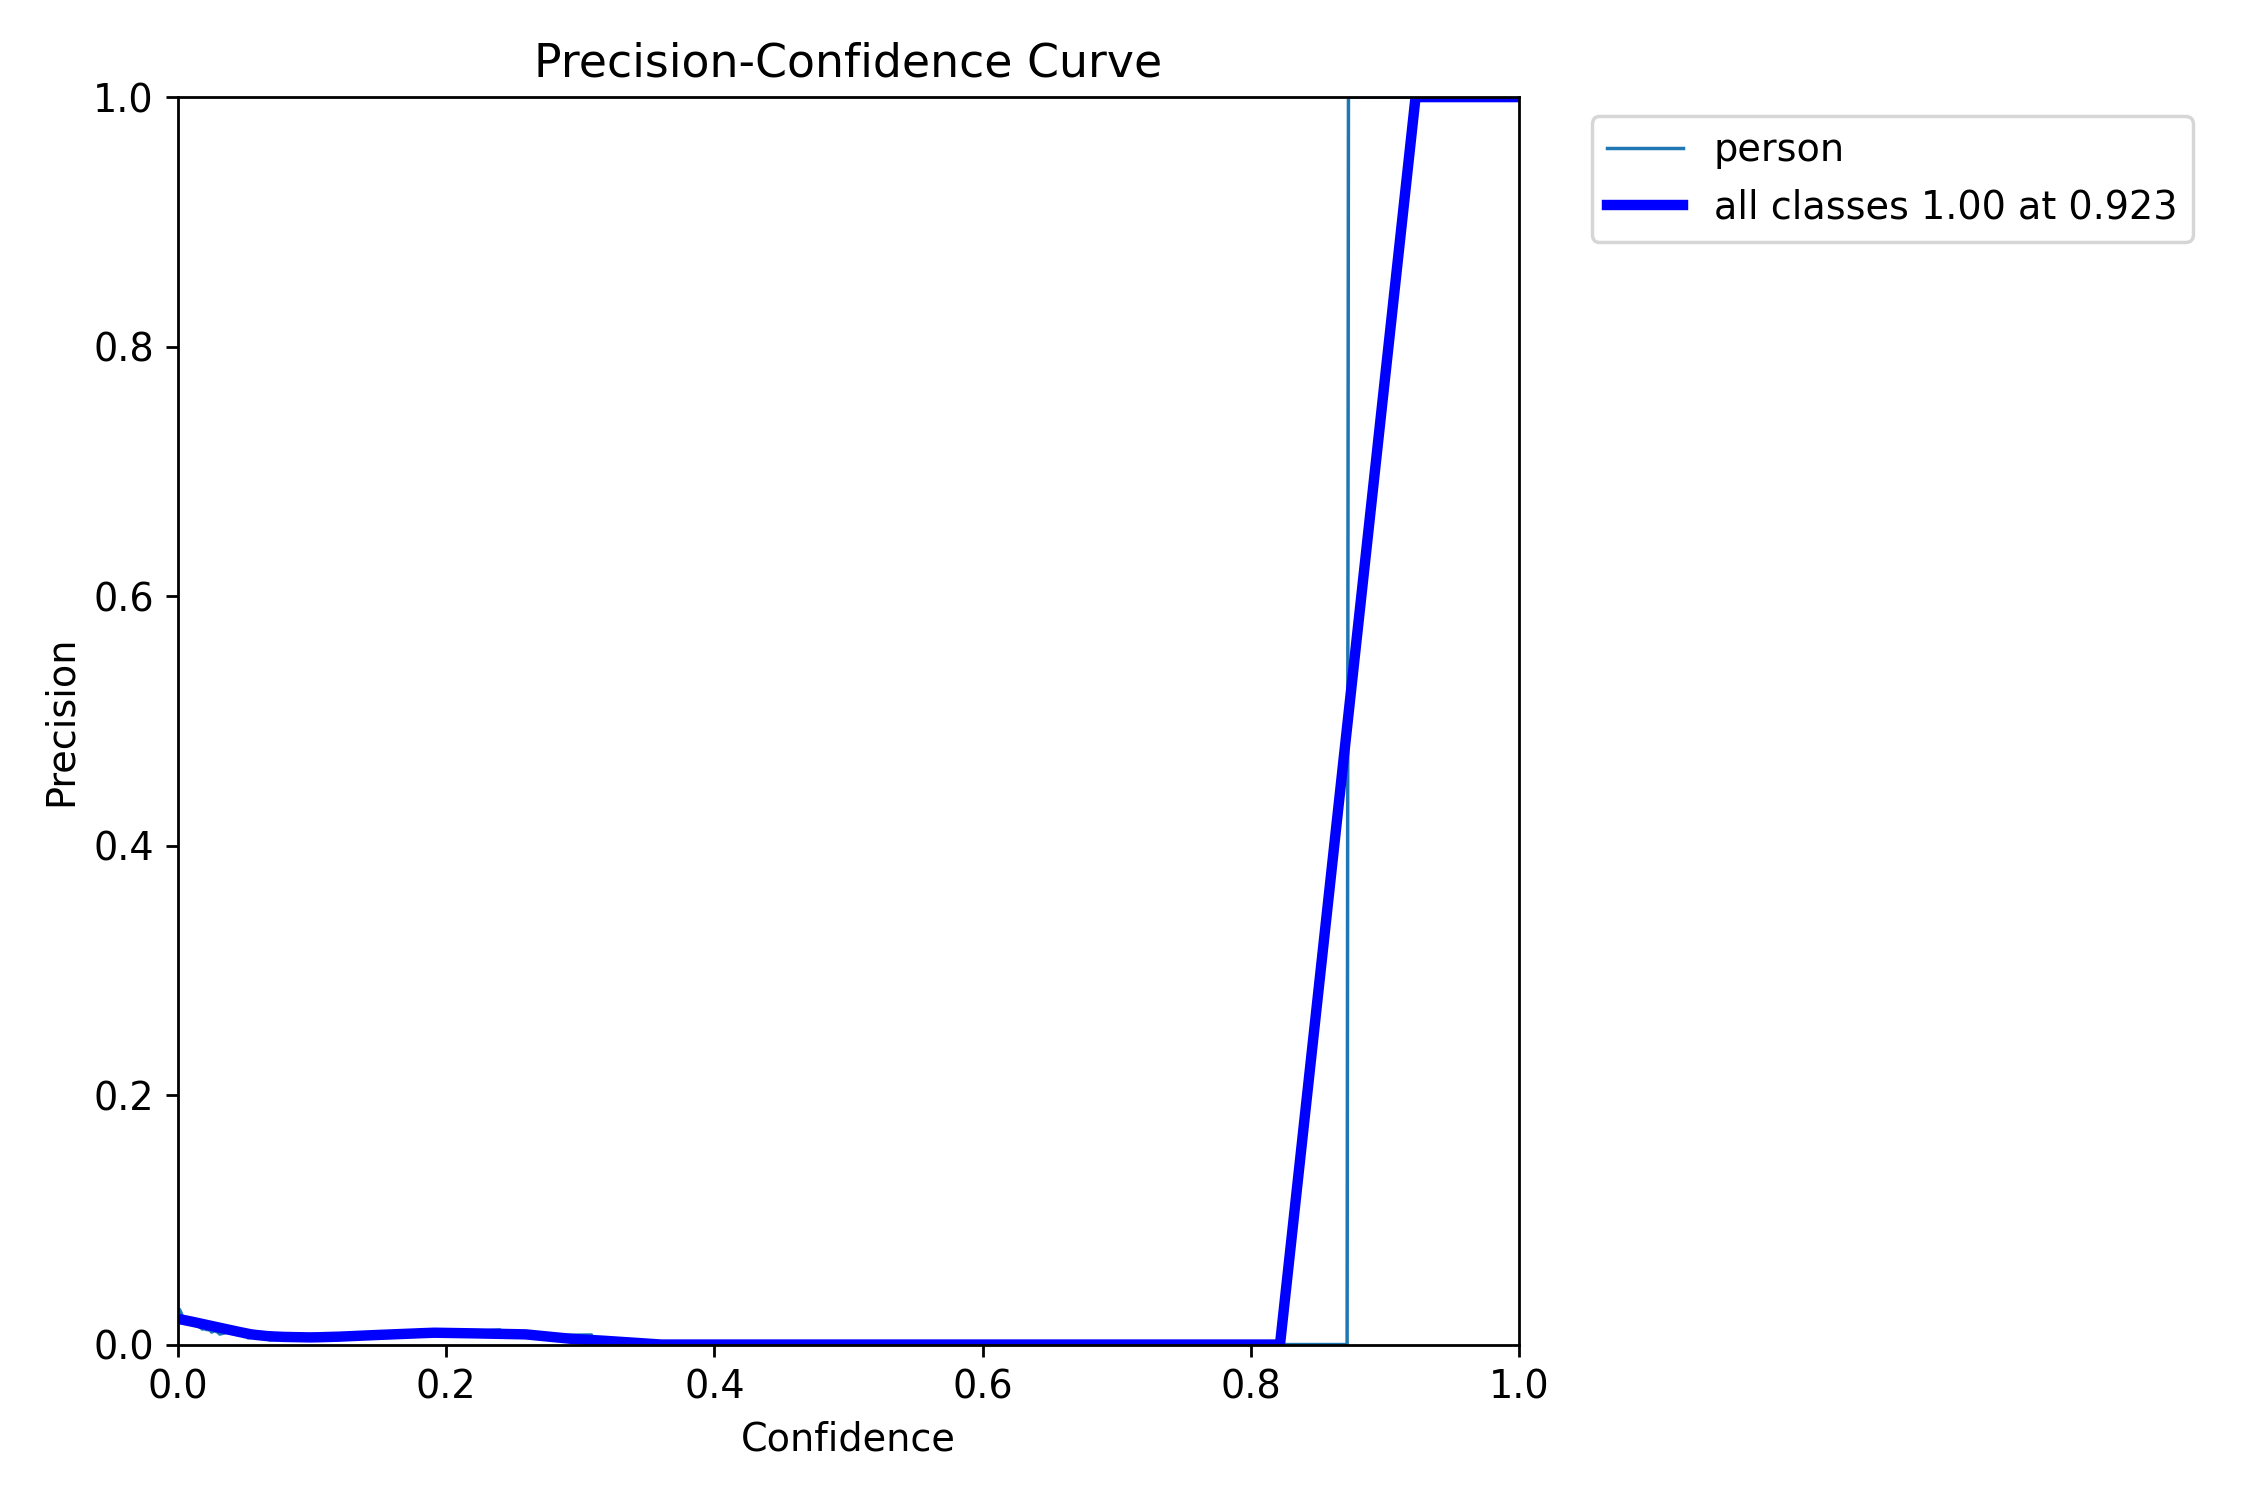 Precision-Confidence Curve
1.0
0.8
0.6
0.4
0.2
0.0
Precision
0.0 0.2 0.4 0.6 0.8 1.0
Confidence
person
all classes 1.00 at 0.923